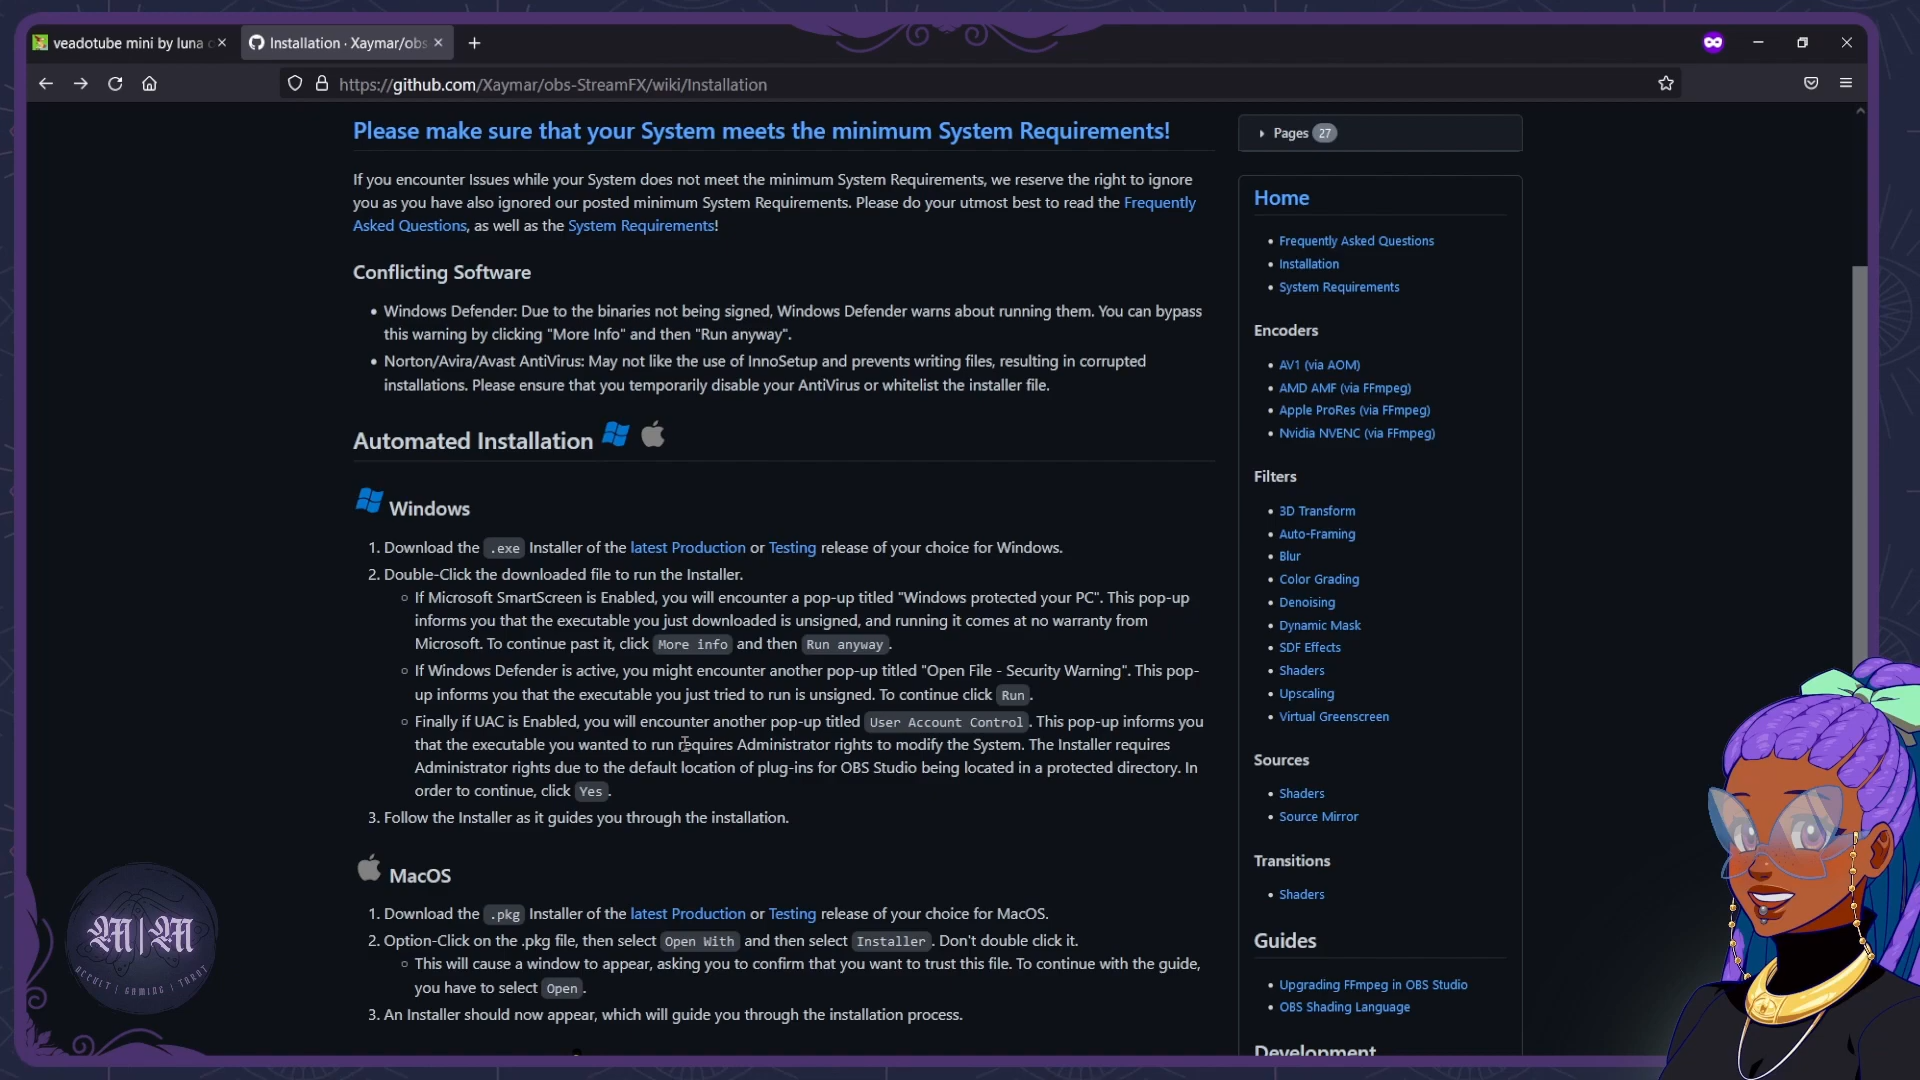 veadotube mini by luna
Installation · Xaymar/obs
https://github.com/Xaymar/obs-StreamFX/wiki/Installation
Please make sure that your System meets the minimum System Requirements!
If you encounter Issues while your System does not meet the minimum System Requirements, we reserve the right to ignore
you as you have also ignored our posted minimum System Requirements. Please do your utmost best to read the Frequently
Asked Questions, as well as the System Requirements!
Conflicting Software
Windows Defender: Due to the binaries not being signed, Windows Defender warns about running them. You can bypass
this warning by clicking "More Info" and then "Run anyway".
Norton/Avira/Avast AntiVirus: May not like the use of InnoSetup and prevents writing files, resulting in corrupted
installations. Please ensure that you temporarily disable your AntiVirus or whitelist the installer file.
Automated Installation
Windows
1. Download the .exe Installer of the latest Production or Testing release of your choice for Windows.
2. Double-Click the downloaded file to run the Installer.
If Microsoft SmartScreen is Enabled, you will encounter a pop-up titled "Windows protected your PC". This pop-up
informs you that the executable you just downloaded is unsigned, and running it comes at no warranty from
Microsoft. To continue past it, click More info and then Run anyway.
If Windows Defender is active, you might encounter another pop-up titled "Open File - Security Warning". This pop-
up informs you that the executable you just tried to run is unsigned. To continue click Run.
Finally if UAC is Enabled, you will encounter another pop-up titled User Account Control. This pop-up informs you
that the executable you wanted to run requires Administrator rights to modify the System. The Installer requires
Administrator rights due to the default location of plug-ins for OBS Studio being located in a protected directory. In
order to continue, click Yes.
3. Follow the Installer as it guides you through the installation.
MacOS
1. Download the .pkg Installer of the latest Production or Testing release of your choice for MacOS.
2. Option-Click on the .pkg file, then select Open With and then select Installer. Don't double click it.
This will cause a window to appear, asking you to confirm that you want to trust this file. To continue with the guide,
you have to select Open.
3. An Installer should now appear, which will guide you through the installation process.
Pages 27
Home
Frequently Asked Questions
Installation
System Requirements
Encoders
AV1 (via AOM)
AMD AMF (via FFmpeg)
Apple ProRes (via FFmpeg)
Nvidia NVENC (via FFmpeg)
Filters
3D Transform
Auto-Framing
Blur
Color Grading
Denoising
Dynamic Mask
SDF Effects
Shaders
Upscaling
Virtual Greenscreen
Sources
Shaders
Source Mirror
Transitions
Shaders
Guides
Upgrading FFmpeg in OBS Studio
OBS Shading Language
Development
M|M
OCCULT | GAMING | TAROT